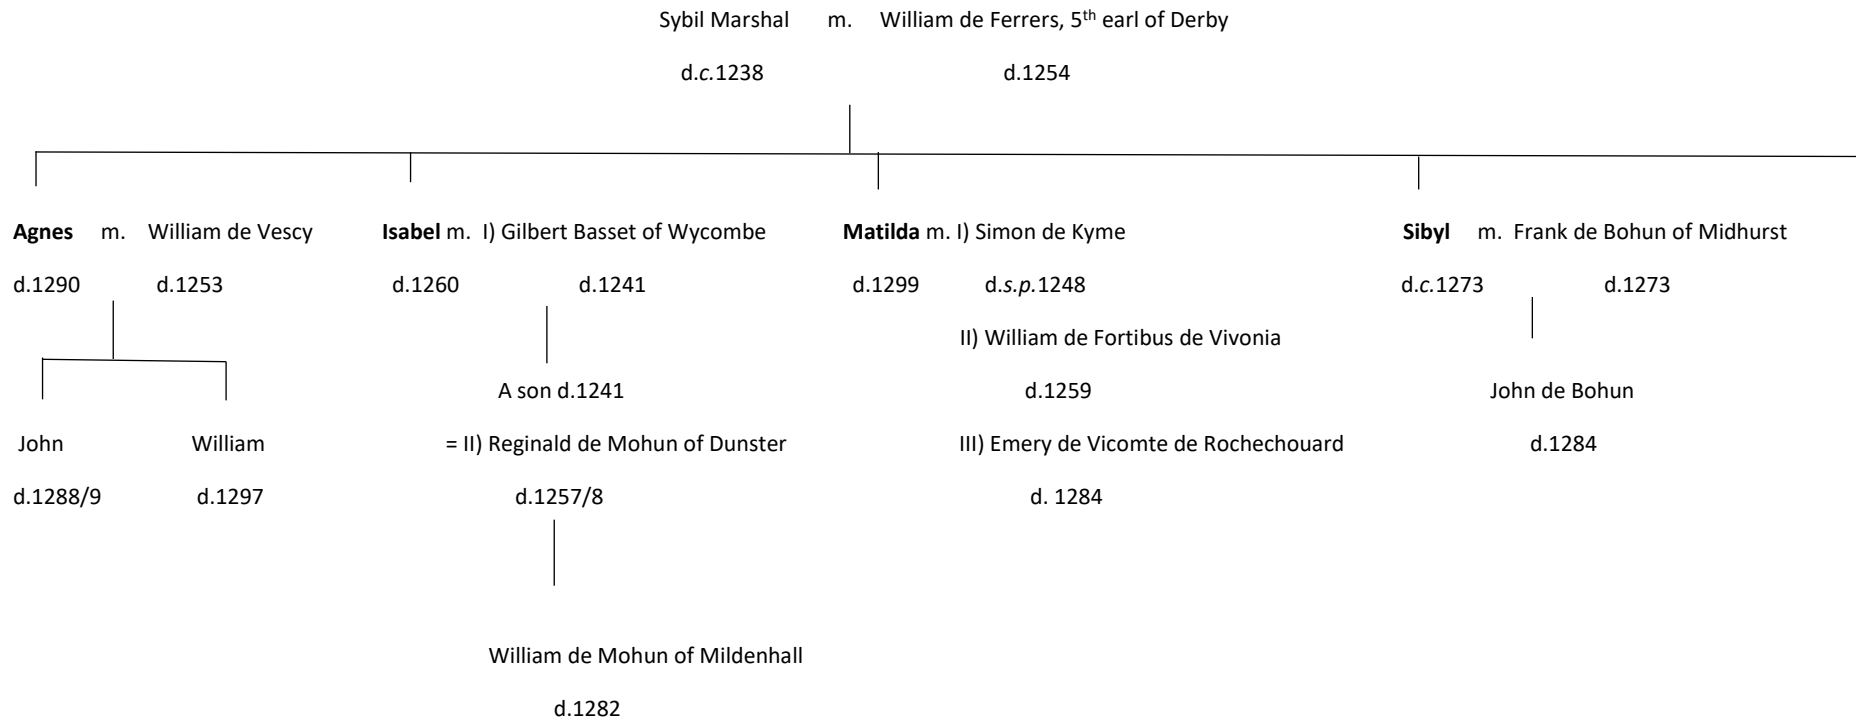 Sybil Marshal m. William de Ferrers, 5th earl of Derby
d.c.1238 d.1254
Agnes m. William de Vescy Isabel m. I) Gilbert Basset of Wycombe Matilda m. I) Simon de Kyme Sibyl m. Frank de Bohun of Midhurst
d.1290 d.1253 d.1260 d.1241 d.1299 d.s.p.1248 d.c.1273 d.1273
II) William de Fortibus de Vivonia
A son d.1241 d.1259 John de Bohun
John William = II) Reginald de Mohun of Dunster III) Emery de Vicomte de Rochechouard d.1284
d.1288/9 d.1297 d.1257/8 d. 1284
William de Mohun of Mildenhall
d.1282